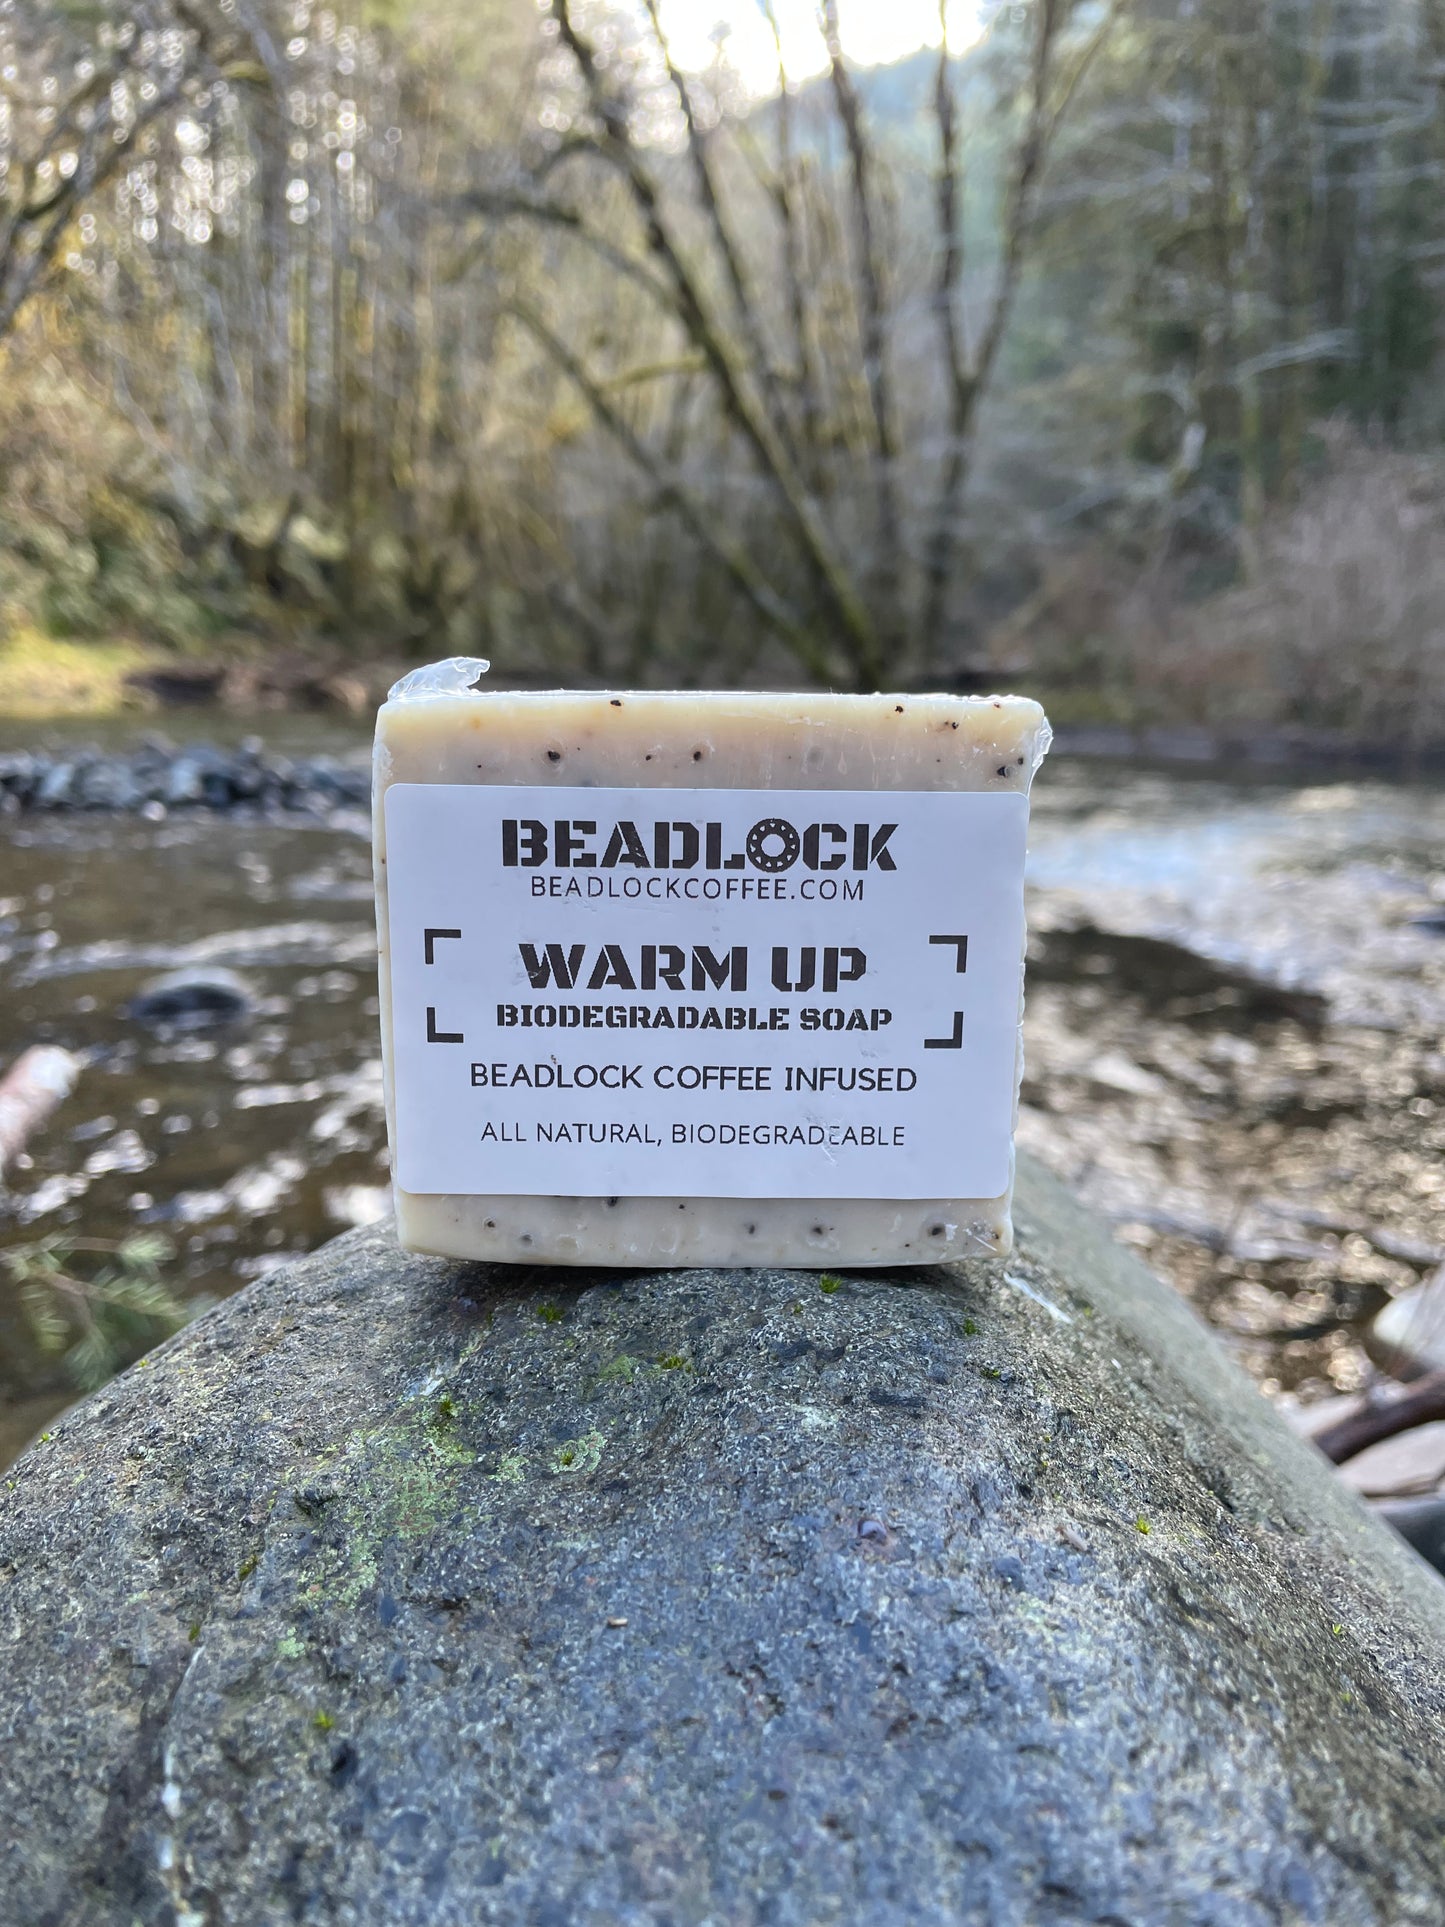 BEADLOCK
BEADLOCKCOFFEE.COM
WARM UP
BIODEGRADABLE SOAP
BEADLOCK COFFEE INFUSED
ALL NATURAL, BIODEGRADEABLE